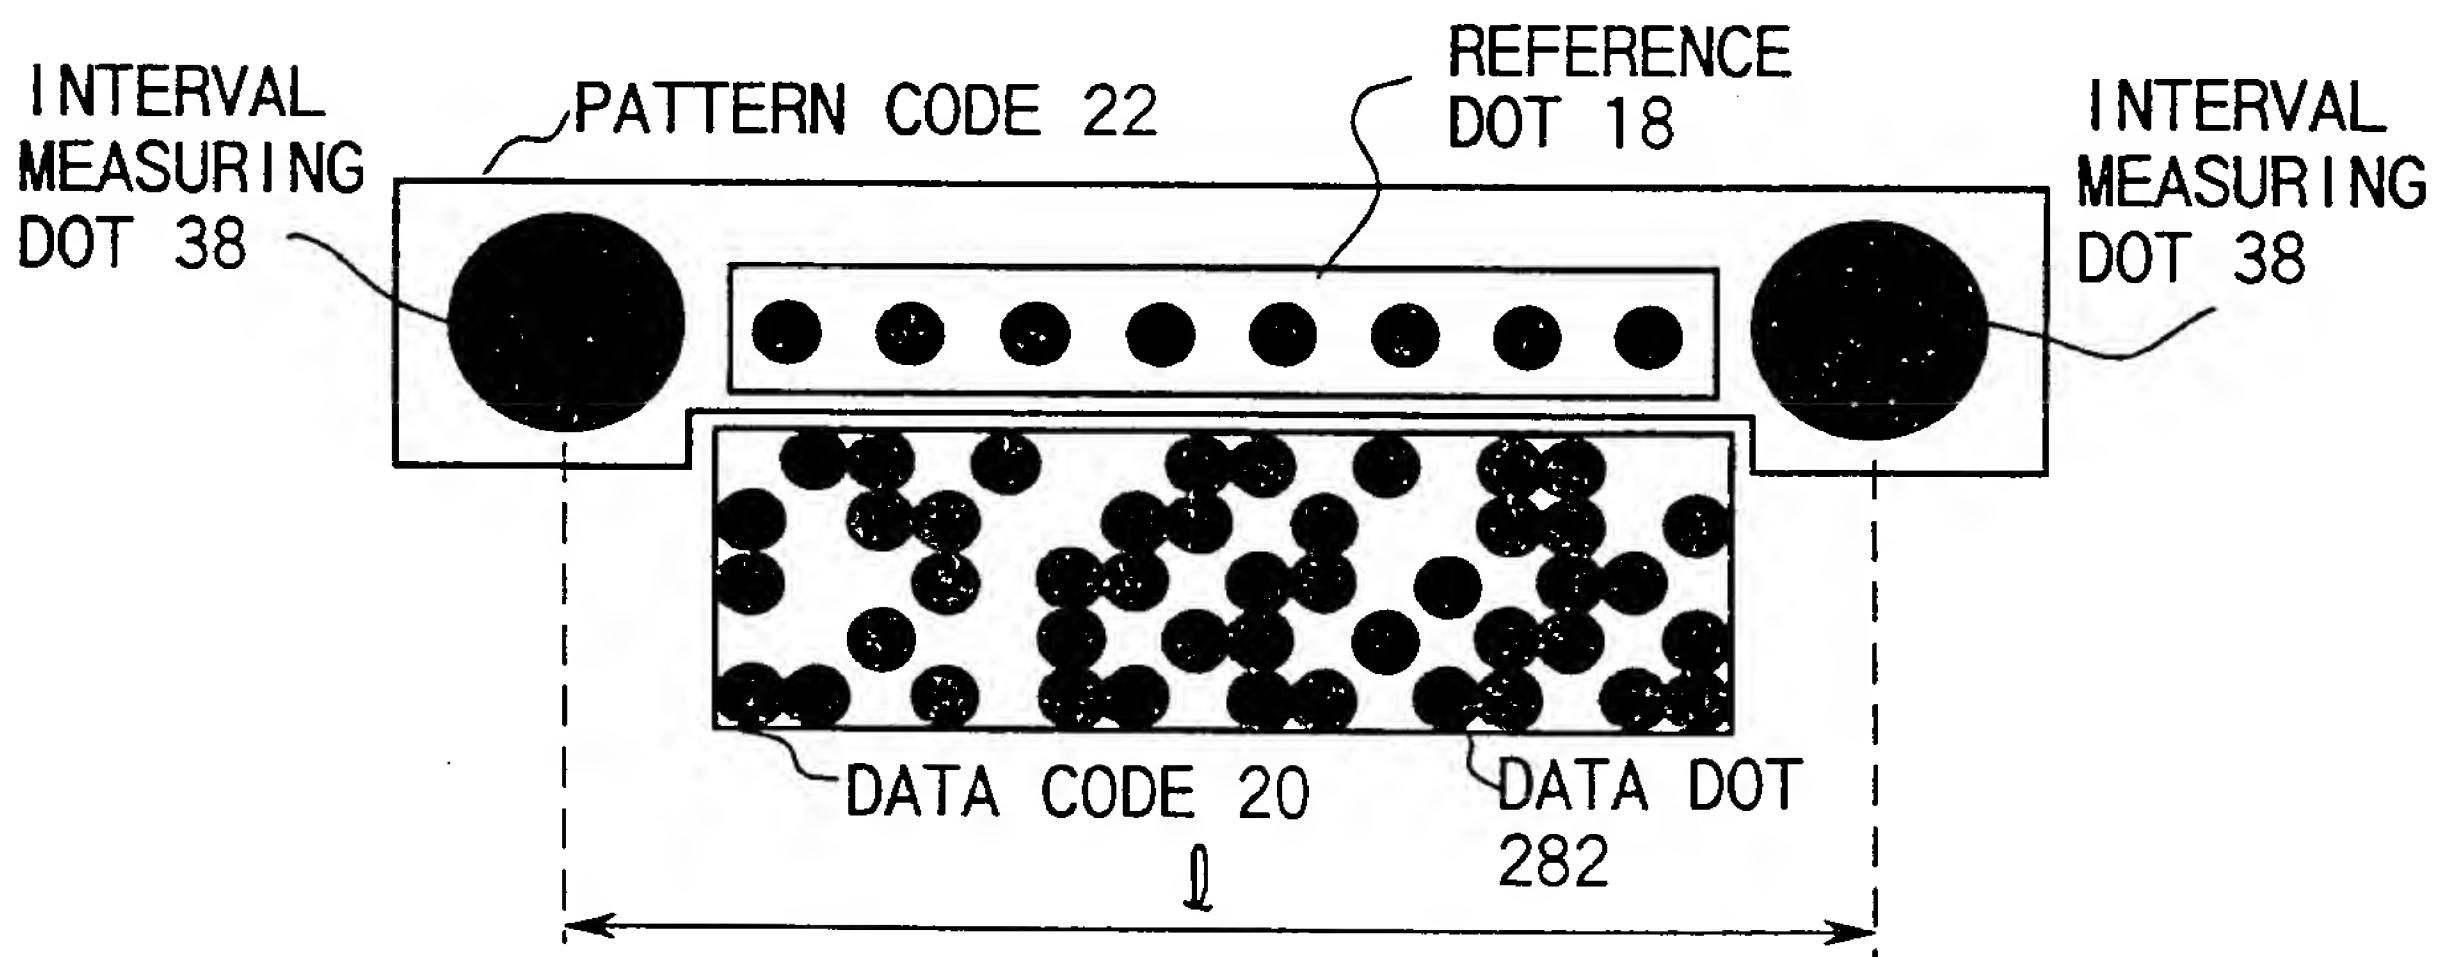 INTERVAL
MEASURING
DOT 38
PATTERN CODE 22
REFERENCE
DOT 18
INTERVAL
MEASURING
DOT 38
DATA CODE 20
DATA DOT
282
l